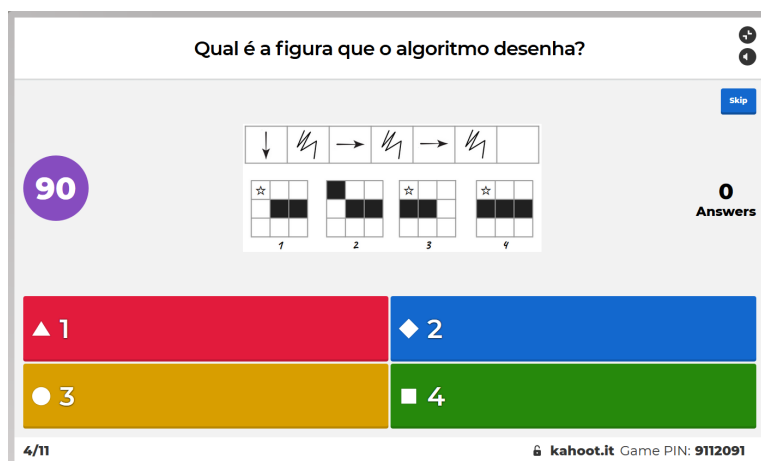 Qual é a figura que o algoritmo desenha?
Skip
90
0
Answers
1 2 3 4
1
2
3
4
4/11
kahoot.it Game PIN: 9112091